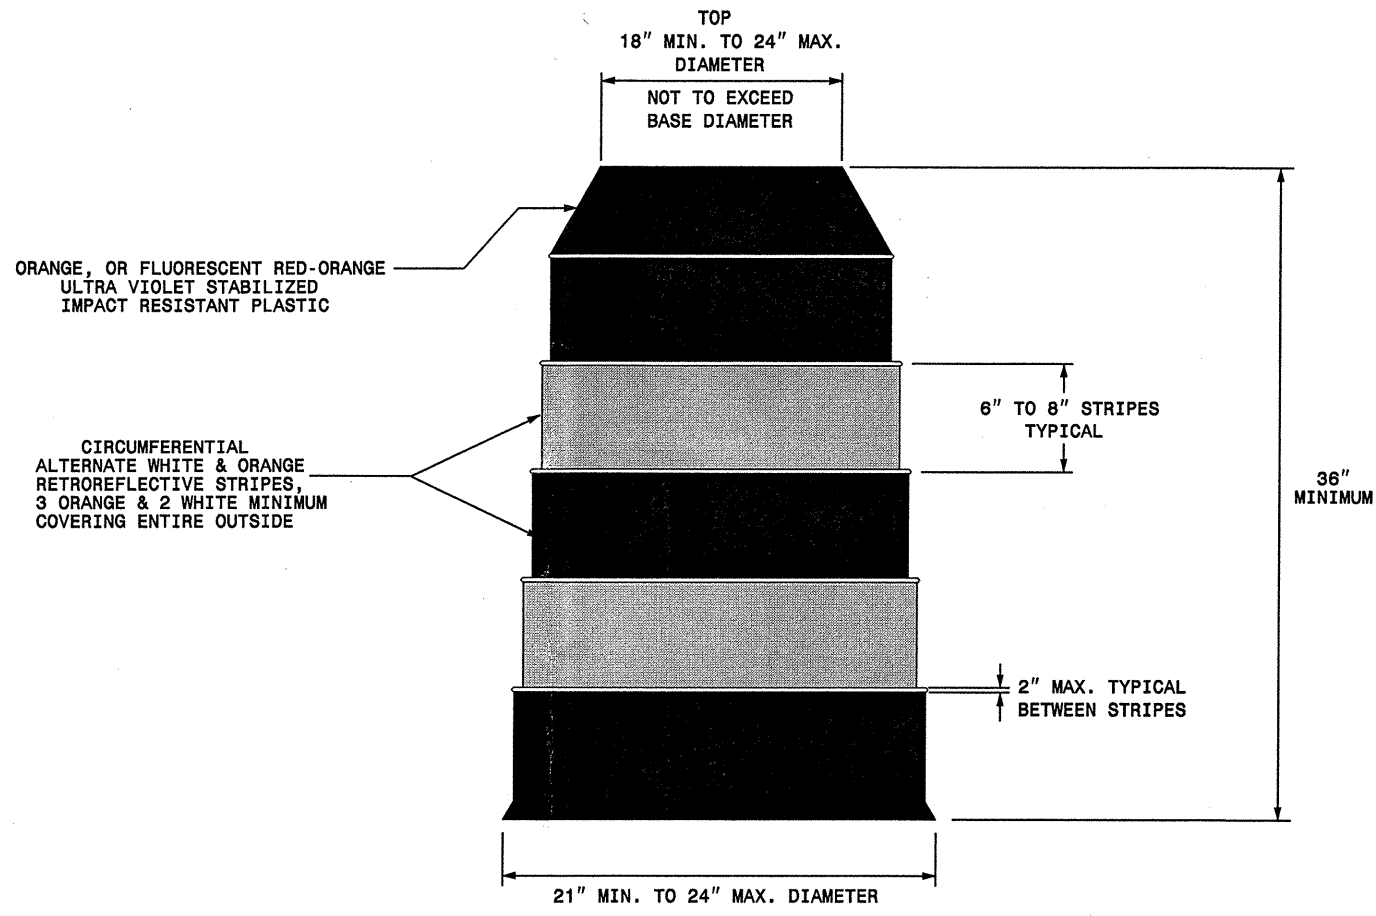 TOP
18" MIN. TO 24" MAX.
DIAMETER
NOT TO EXCEED
BASE DIAMETER
ORANGE, OR FLUORESCENT RED-ORANGE
ULTRA VIOLET STABILIZED
IMPACT RESISTANT PLASTIC
6" TO 8" STRIPES
TYPICAL
CIRCUMFERENTIAL
ALTERNATE WHITE & ORANGE
RETROREFLECTIVE STRIPES,
3 ORANGE & 2 WHITE MINIMUM
COVERING ENTIRE OUTSIDE
36"
MINIMUM
2" MAX. TYPICAL
BETWEEN STRIPES
21" MIN. TO 24" MAX. DIAMETER